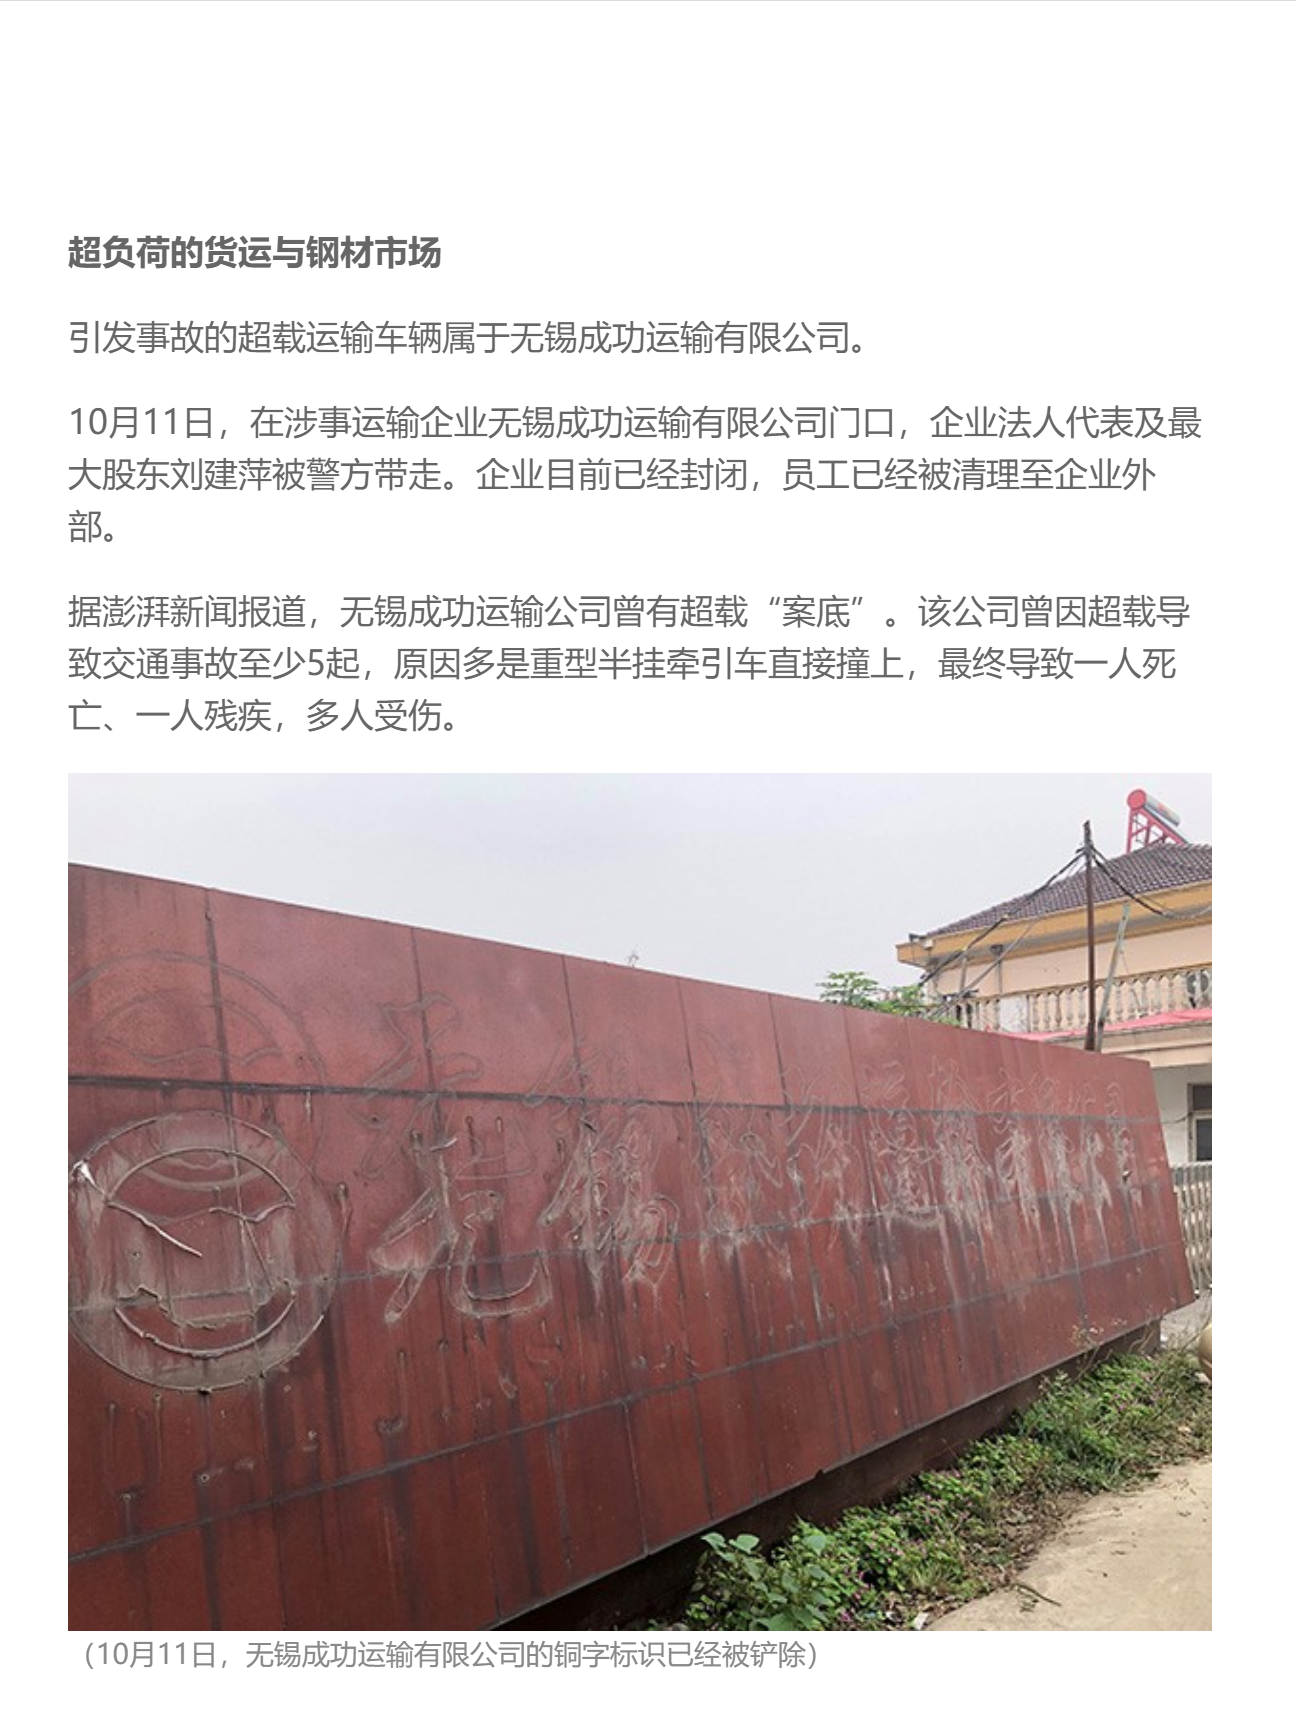 超负荷的货运与钢材市场
引发事故的超载运输车辆属于无锡成功运输有限公司。
10月11日，在涉事运输企业无锡成功运输有限公司门口，企业法人代表及最
大股东刘建萍被警方带走。企业目前已经封闭，员工已经被清理至企业外
部。
据澎湃新闻报道，无锡成功运输公司曾有超载“案底”。该公司曾因超载导
致交通事故至少5起，原因多是重型半挂牵引车直接撞上，最终导致一人死
亡、一人残疾，多人受伤。
无锡成功运输有限公司
（10月11日，无锡成功运输有限公司的铜字标识已经被铲除）